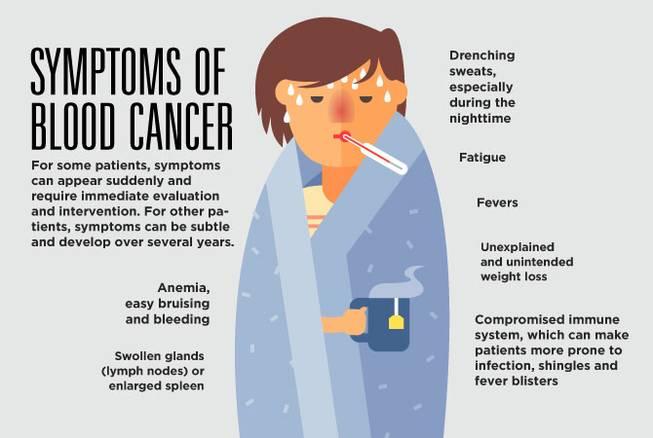 SYMPTOMS OF
BLOOD CANCER
For some patients, symptoms
can appear suddenly and
require immediate evaluation
and intervention. For other pa-
tients, symptoms can be subtle
and develop over several years.
Anemia,
easy bruising
and bleeding
Swollen glands
(lymph nodes) or
enlarged spleen
Drenching
sweats,
especially
during the
nighttime
Fatigue
Fevers
Unexplained
and unintended
weight loss
Compromised immune
system, which can make
patients more prone to
infection, shingles and
fever blisters